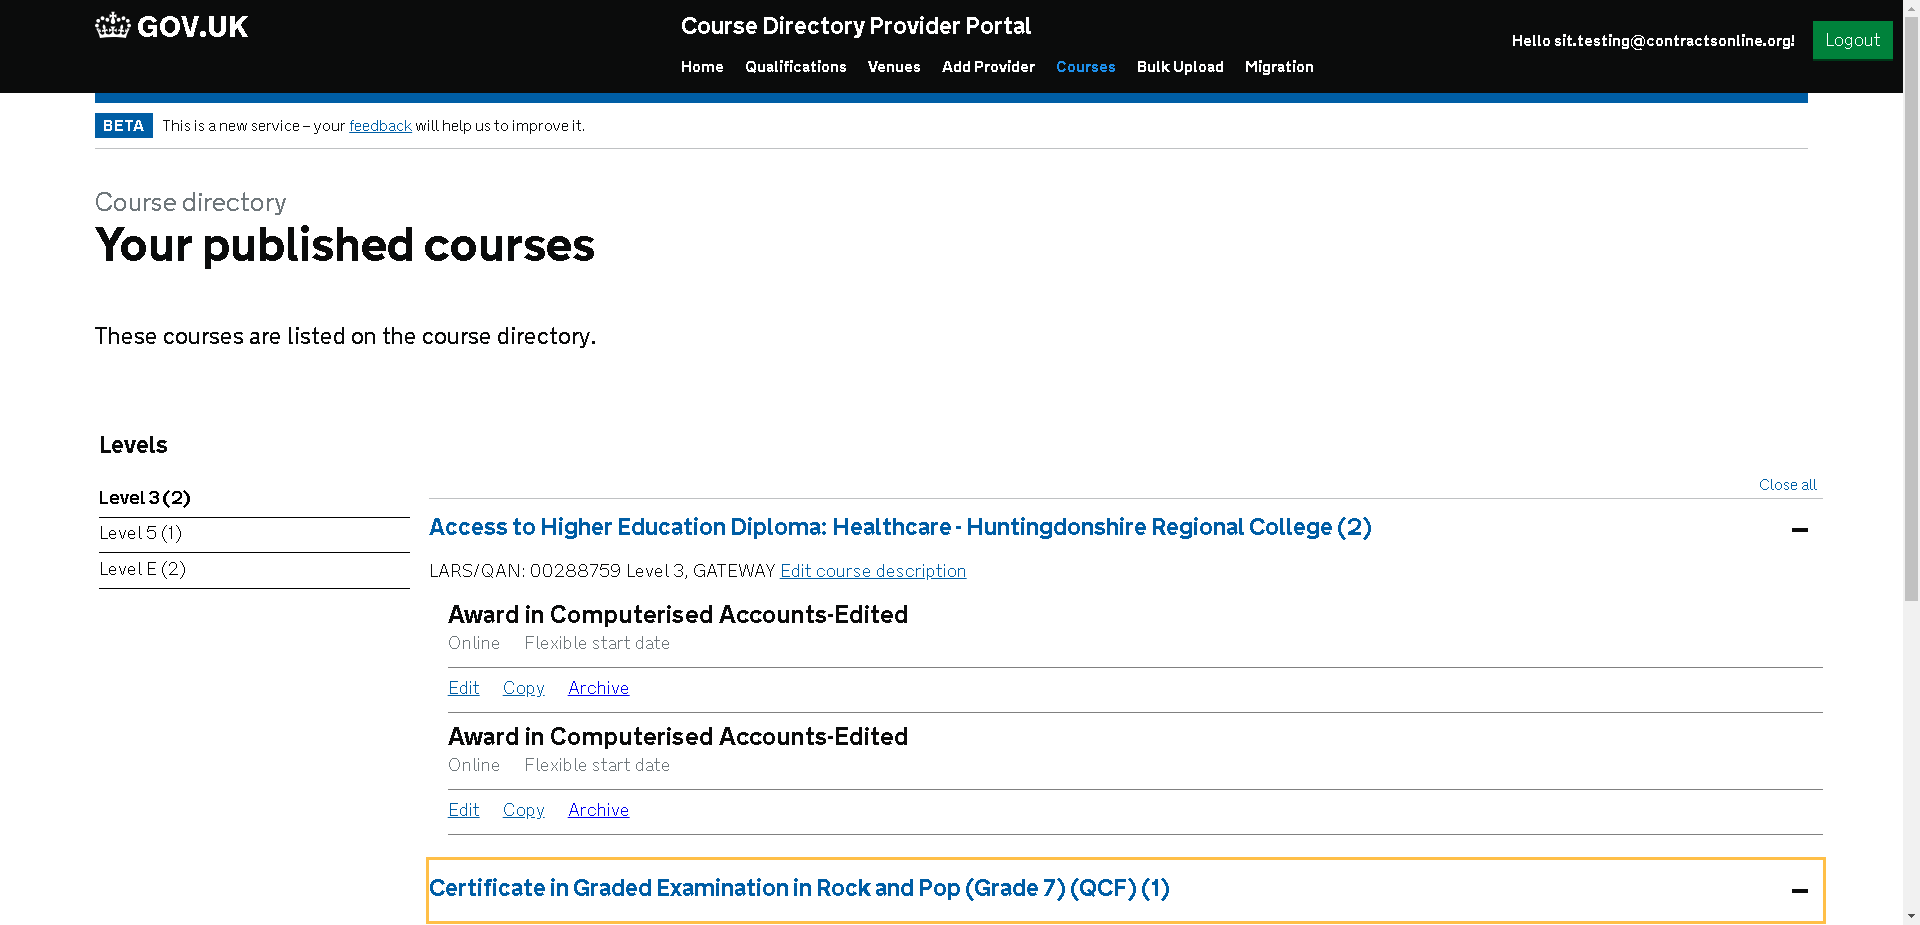 GOV.UK
Course Directory Provider Portal
Home Qualifications Venues Add Provider Courses Bulk Upload Migration
Hello sit.testing@contractsonline.org!
Logout
BETA This is a new service – your feedback will help us to improve it.
Course directory
Your published courses
These courses are listed on the course directory.
Levels
Level 3 (2)
Level 5 (1)
Level E (2)
Close all
Access to Higher Education Diploma: Healthcare - Huntingdonshire Regional College (2)
LARS/QAN: 00288759 Level 3, GATEWAY Edit course description
Award in Computerised Accounts-Edited
Online Flexible start date
Edit Copy Archive
Award in Computerised Accounts-Edited
Online Flexible start date
Edit Copy Archive
Certificate in Graded Examination in Rock and Pop (Grade 7) (QCF) (1)